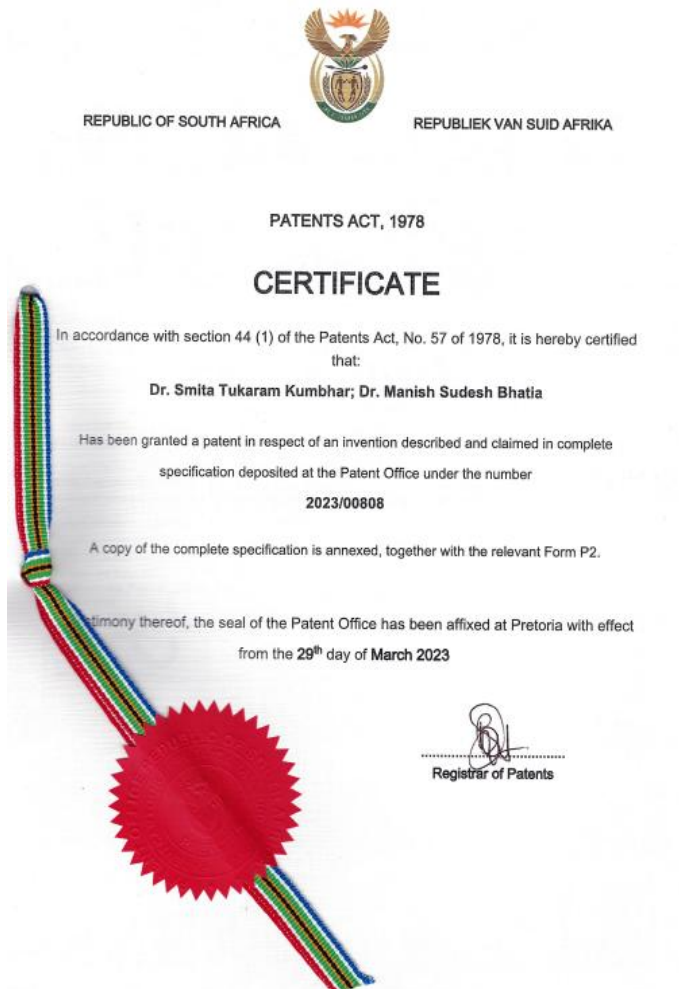 REPUBLIC OF SOUTH AFRICA
REPUBLIEK VAN SUID AFRIKA
PATENTS ACT, 1978
CERTIFICATE
In accordance with section 44 (1) of the Patents Act, No. 57 of 1978, it is hereby certified
that:
Dr. Smita Tukaram Kumbhar; Dr. Manish Sudesh Bhatia
Has been granted a patent in respect of an invention described and claimed in complete
specification deposited at the Patent Office under the number
2023/00808
A copy of the complete specification is annexed, together with the relevant Form P2.
stimony thereof, the seal of the Patent Office has been affixed at Pretoria with effect
from the 29th day of March 2023
Registrar of Patents